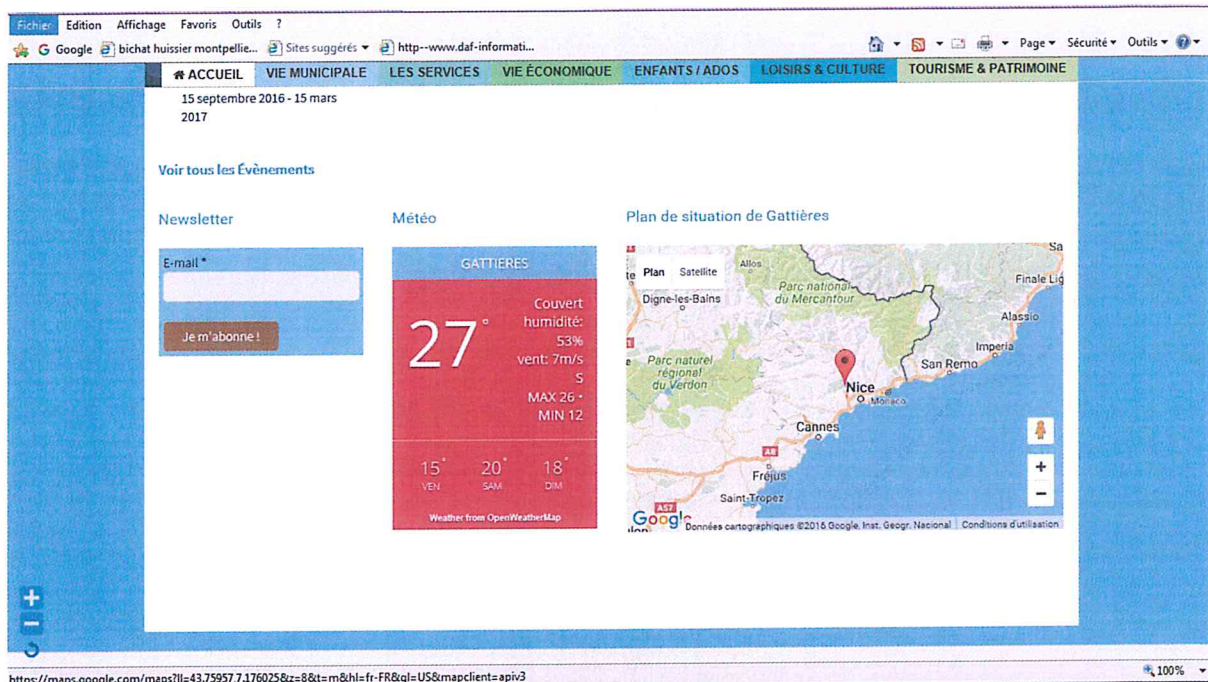 Fichier Edition Affichage Favoris Outils ?
Google bichat huissier montpellie... Sites suggérés http--www.daf-informati... Page Sécurité Outils
ACCUEIL VIE MUNICIPALE LES SERVICES VIE ÉCONOMIQUE ENFANTS / ADOS LOISIRS & CULTURE TOURISME & PATRIMOINE
15 septembre 2016 - 15 mars
2017
Voir tous les Évènements
Newsletter
E-mail *
Je m'abonne !
Météo
GATTIERES
27°
Couvert
humidité:
53%
vent: 7m/s
S
MAX 26 •
MIN 12
15° 20° 18°
VEN SAM DIM
Weather from OpenWeatherMap
Plan de situation de Gattières
Plan Satellite
Allos
Sa
Parc national
du Mercantour
Finale Lig
Digne-les-Bains
Alassio
Imperia
Parc naturel
régional
du Verdon
San Remo
Nice
Monaco
Cannes
A8
Fréjus
Saint-Tropez
A57
+
−
Google
Données cartographiques ©2016 Google, Inst. Geogr. Nacional Conditions d'utilisation
https://maps.google.com/maps?ll=43.75957,7.176025&z=8&t=m&hl=fr-FR&gl=US&mapclient=apiv3
100%